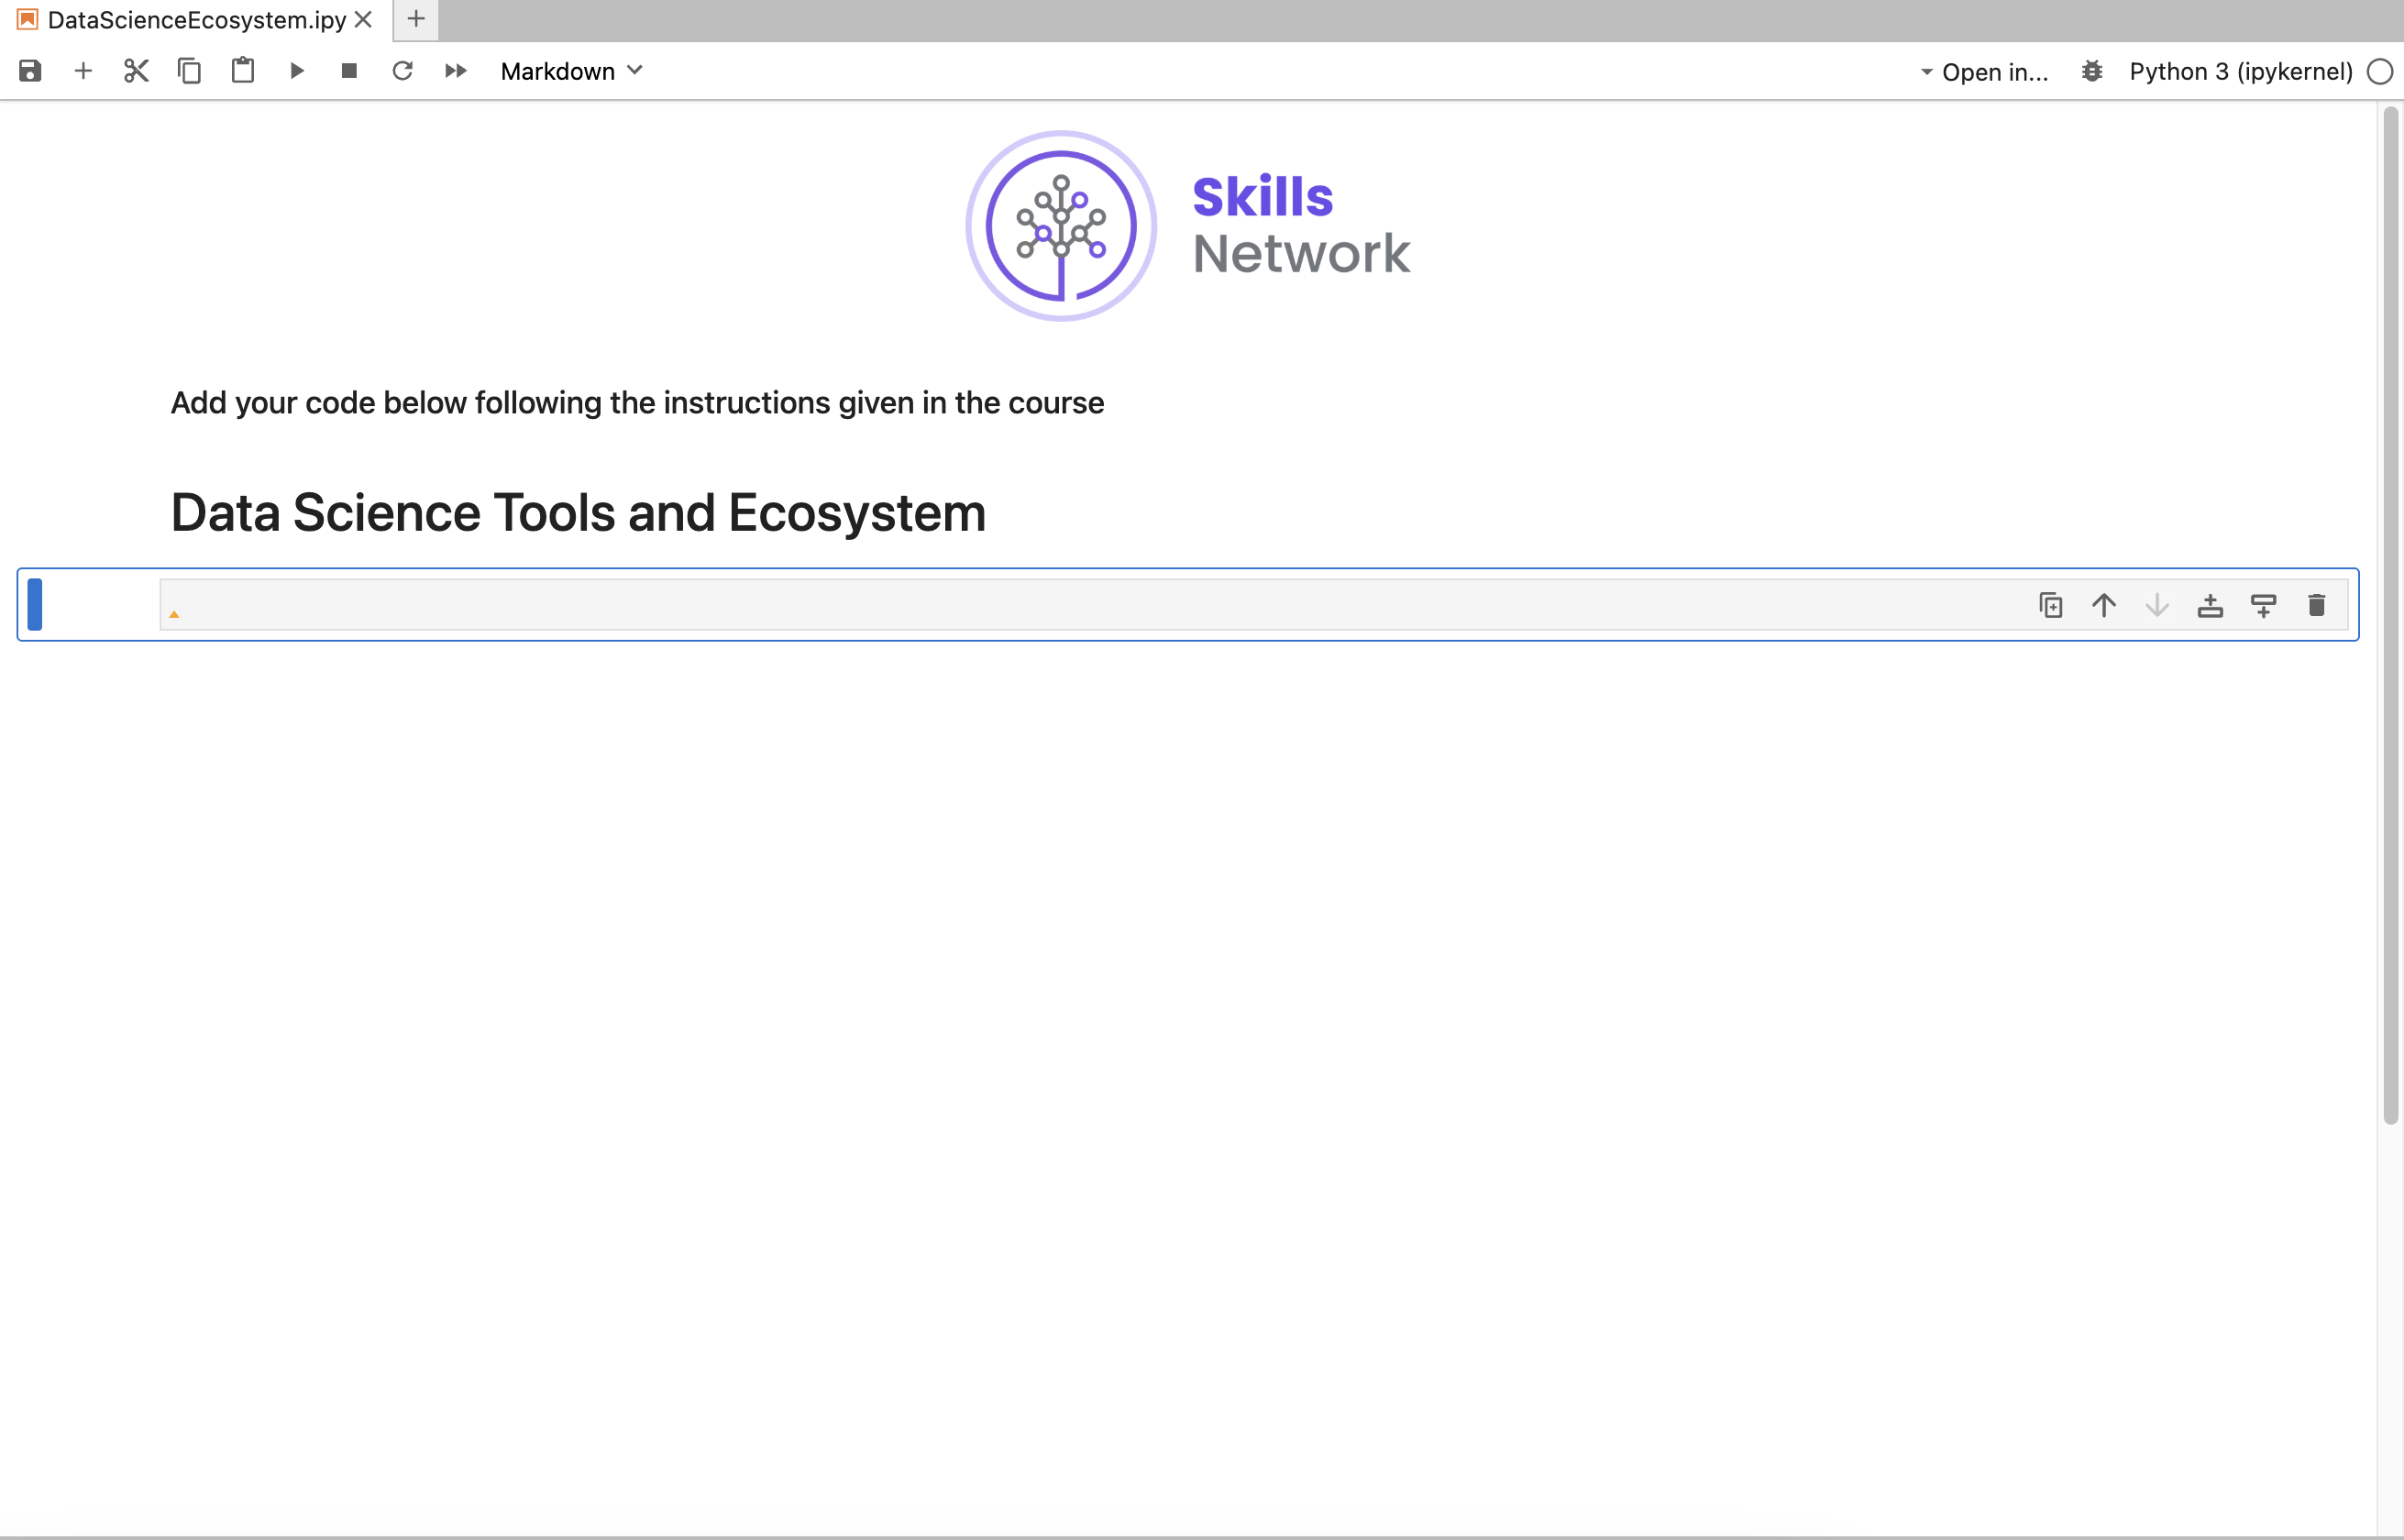 DataScienceEcosystem.ipy
Markdown
Open in...
Python 3 (ipykernel)
Skills
Network
Add your code below following the instructions given in the course
Data Science Tools and Ecosystem